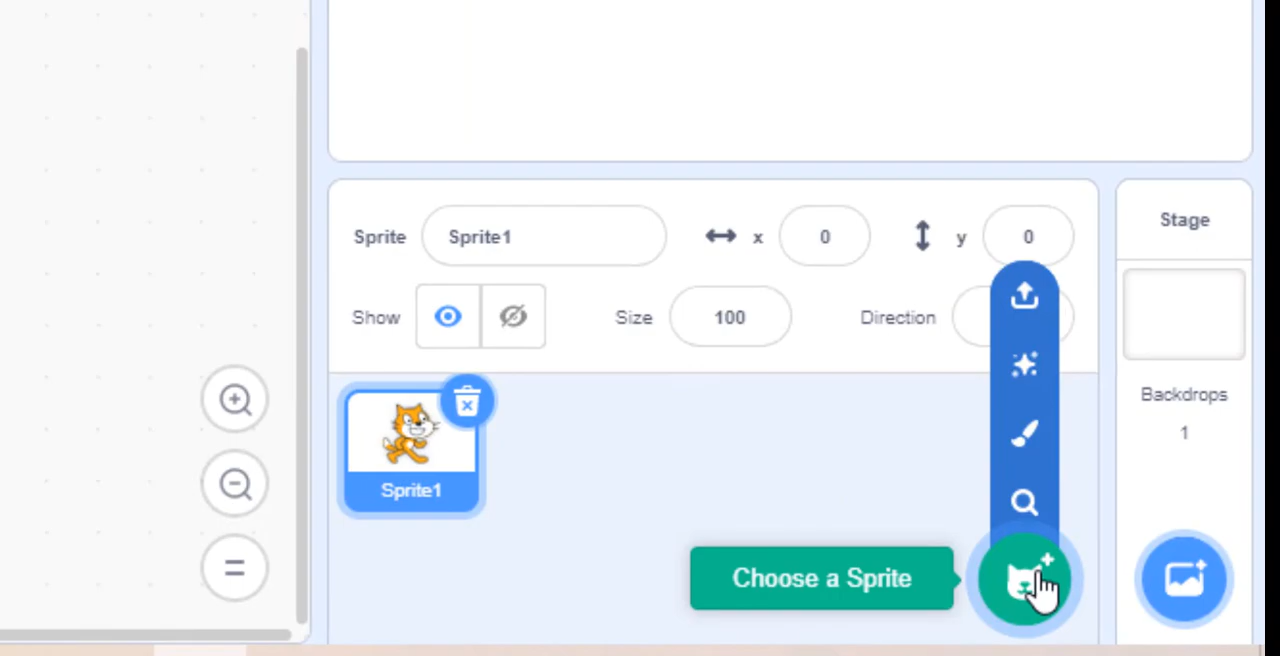 Sprite Sprite1 x 0 y 0
Show Size 100 Direction
Sprite1
Choose a Sprite
Stage
Backdrops
1